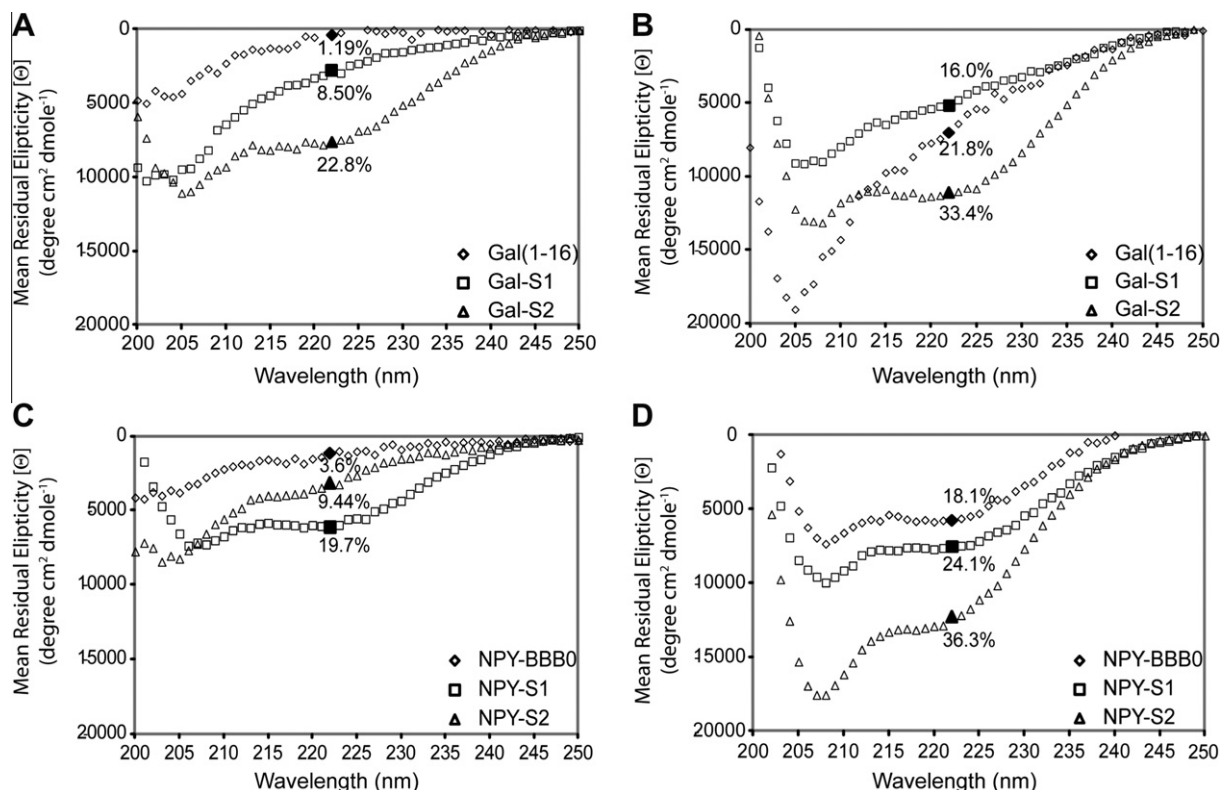 A
Mean Residual Elipticity [Θ]
(degree cm² dmole⁻¹)
0
5000
10000
15000
20000
1.19%
8.50%
22.8%
Gal(1-16)
Gal-S1
Gal-S2
200 205 210 215 220 225 230 235 240 245 250
Wavelength (nm)
B
Mean Residual Elipticity [Θ]
(degree cm² dmole⁻¹)
0
5000
10000
15000
20000
16.0%
21.8%
33.4%
Gal(1-16)
Gal-S1
Gal-S2
200 205 210 215 220 225 230 235 240 245 250
Wavelength (nm)
C
Mean Residual Elipticity [Θ]
(degree cm² dmole⁻¹)
0
5000
10000
15000
20000
3.6%
9.44%
19.7%
NPY-BBB0
NPY-S1
NPY-S2
200 205 210 215 220 225 230 235 240 245 250
Wavelength (nm)
D
Mean Residual Elipticity [Θ]
(degree cm² dmole⁻¹)
0
5000
10000
15000
20000
18.1%
24.1%
36.3%
NPY-BBB0
NPY-S1
NPY-S2
200 205 210 215 220 225 230 235 240 245 250
Wavelength (nm)